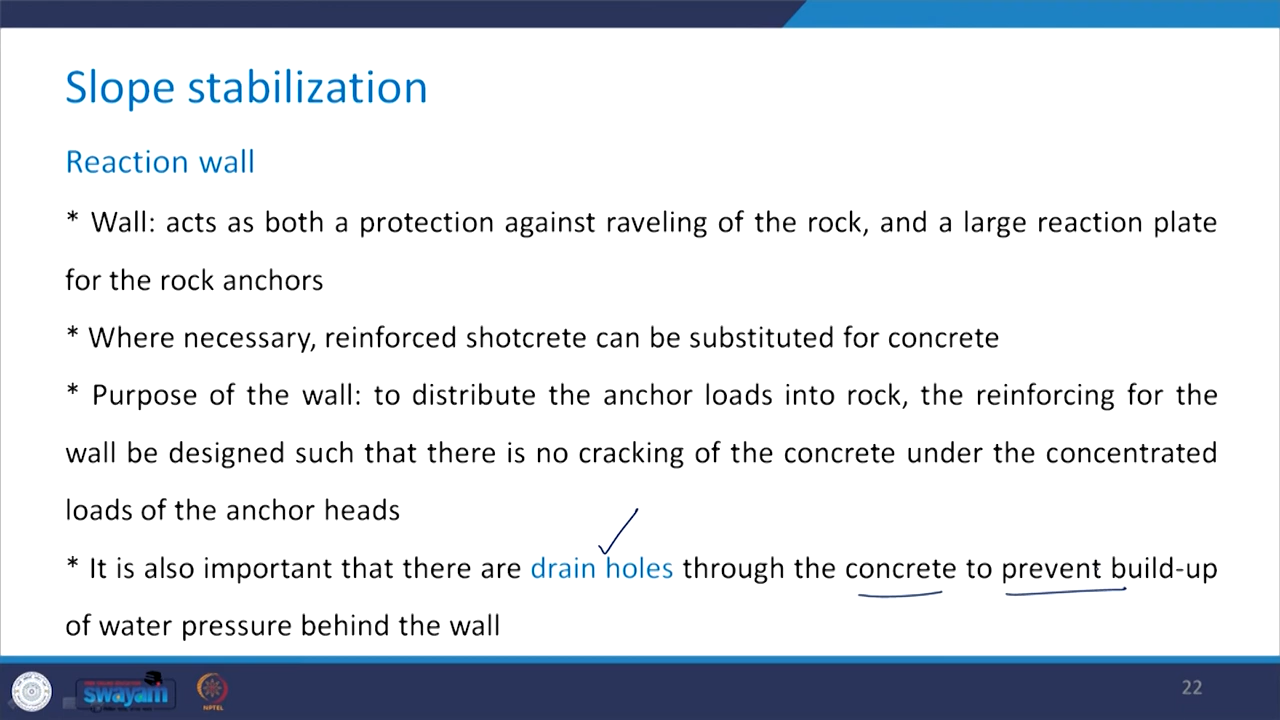 Slope stabilization
Reaction wall
* Wall: acts as both a protection against raveling of the rock, and a large reaction plate
for the rock anchors
* Where necessary, reinforced shotcrete can be substituted for concrete
* Purpose of the wall: to distribute the anchor loads into rock, the reinforcing for the
wall be designed such that there is no cracking of the concrete under the concentrated
loads of the anchor heads
* It is also important that there are drain holes through the concrete to prevent build-up
of water pressure behind the wall
swayam
NPTEL
22